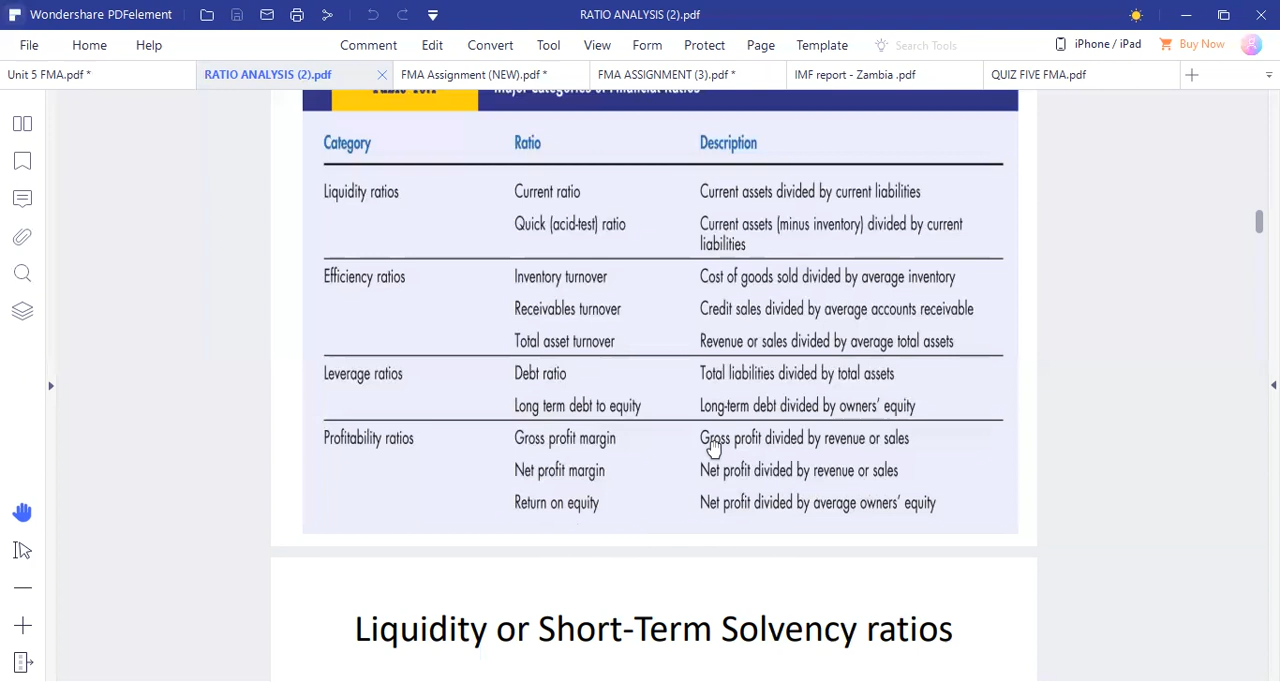 Wondershare PDFelement
RATIO ANALYSIS (2).pdf
File Home Help Comment Edit Convert Tool View Form Protect Page Template Search Tools iPhone / iPad Buy Now
Unit 5 FMA.pdf * RATIO ANALYSIS (2).pdf FMA Assignment (NEW).pdf * FMA ASSIGNMENT (3).pdf * IMF report - Zambia .pdf QUIZ FIVE FMA.pdf
Major Categories of Financial Ratios
Category Ratio Description
Liquidity ratios Current ratio Current assets divided by current liabilities
Quick (acid-test) ratio Current assets (minus inventory) divided by current
liabilities
Efficiency ratios Inventory turnover Cost of goods sold divided by average inventory
Receivables turnover Credit sales divided by average accounts receivable
Total asset turnover Revenue or sales divided by average total assets
Leverage ratios Debt ratio Total liabilities divided by total assets
Long term debt to equity Long-term debt divided by owners' equity
Profitability ratios Gross profit margin Gross profit divided by revenue or sales
Net profit margin Net profit divided by revenue or sales
Return on equity Net profit divided by average owners' equity
Liquidity or Short-Term Solvency ratios